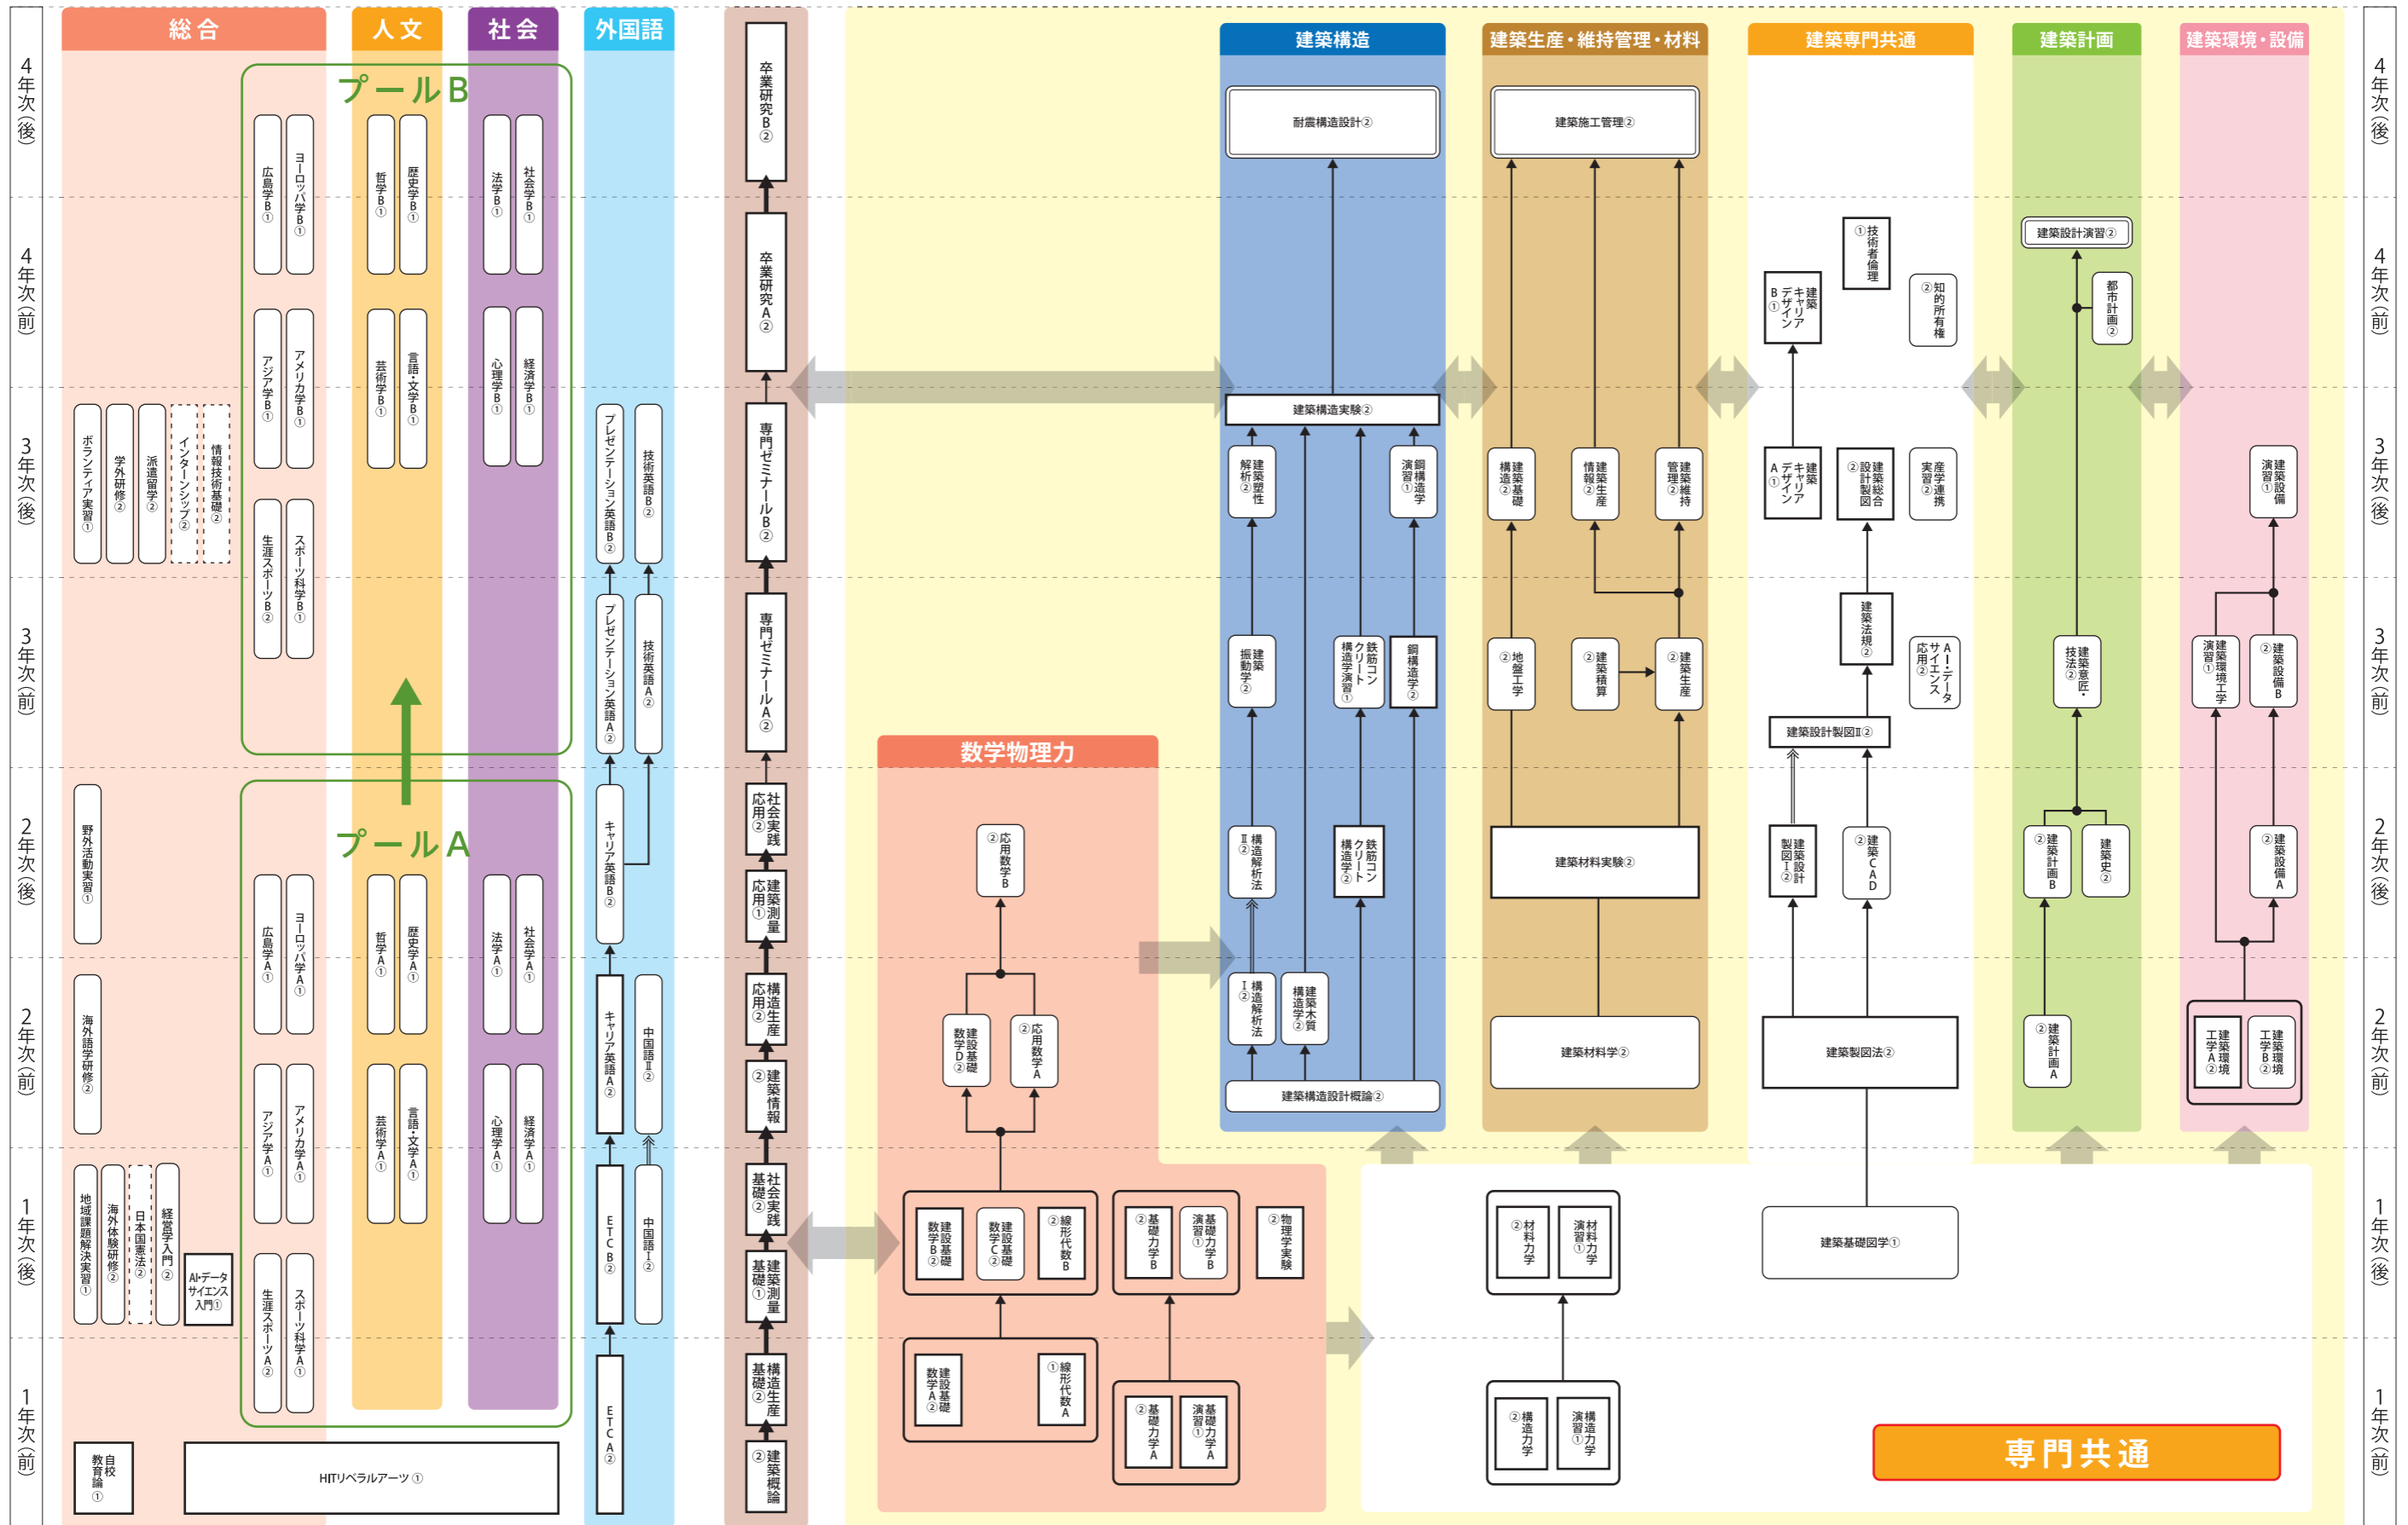 総合
人文
社会
外国語
建築構造
建築生産・維持管理・材料
建築専門共通
建築計画
建築環境・設備
4年次(後)
プールB
広島学B①
ヨーロッパ学B①
哲学B①
歴史学B①
法学B①
社会学B①
卒業研究B②
耐震構造設計②
建築施工管理②
4年次(後)
4年次(前)
アジア学B①
アメリカ学B①
芸術学B①
言語・文学B①
心理学B①
経済学B①
卒業研究A②
建築
キャリア
デザイン
B①
技術者倫理
①
知的所有権
②
建築設計演習②
都市計画②
4年次(前)
3年次(後)
ボランティア実習①
学外研修②
派遣留学②
インターンシップ②
情報技術基礎②
生涯スポーツB②
スポーツ科学B①
プレゼンテーション英語B②
技術英語B②
専門ゼミナールB②
建築構造実験②
建築塑性
解析②
鋼構造学
演習①
建築基礎
構造②
建築生産
情報②
建築維持
管理②
建築
キャリア
デザイン
A①
建築総合
設計製図
②
産学連携
実習②
建築設備
演習①
3年次(後)
3年次(前)
プレゼンテーション英語A②
技術英語A②
専門ゼミナールA②
建築
振動学②
鉄筋コン
クリート
構造学演習①
鋼構造学②
地盤工学
②
建築積算
②
建築生産
②
建築法規②
AI・データ
サイエンス
応用②
建築設計製図Ⅱ②
建築意匠・
技法②
建築環境工学
演習①
建築設備B
②
3年次(前)
数学物理力
2年次(後)
野外活動実習①
プールA
広島学A①
ヨーロッパ学A①
哲学A①
歴史学A①
法学A①
社会学A①
キャリア英語B②
社会実践
応用②
建築測量
応用①
応用数学B
②
構造解析法
Ⅱ②
鉄筋コン
クリート
構造学②
建築材料実験②
建築設計
製図Ⅰ②
建築CAD
②
建築計画B
②
建築史②
建築設備A
②
2年次(後)
2年次(前)
海外語学研修②
アジア学A①
アメリカ学A①
芸術学A①
言語・文学A①
心理学A①
経済学A①
キャリア英語A②
中国語Ⅱ②
構造生産
応用②
建築情報
②
建設基礎
数学D②
応用数学A
②
構造解析法
Ⅰ②
建築木質
構造学②
建築構造設計概論②
建築材料学②
建築製図法②
建築計画A
②
建築環境
工学A②
建築環境
工学B②
2年次(前)
1年次(後)
地域課題解決実習①
海外体験研修②
日本国憲法②
経営学入門②
AI・データ
サイエンス
入門①
生涯スポーツA②
スポーツ科学A①
ETCB②
中国語Ⅰ②
社会実践
基礎②
建築測量
基礎①
建設基礎
数学B②
建設基礎
数学C②
線形代数B
②
基礎力学B
②
基礎力学B
演習①
物理学実験
②
材料力学
②
材料力学
演習①
建築基礎図学①
1年次(後)
1年次(前)
自校
教育論
①
HITリベラルアーツ ①
ETCA②
構造生産
基礎②
建築概論
②
建設基礎
数学A②
線形代数A
①
基礎力学A
②
基礎力学A
演習①
構造力学
②
構造力学
演習①
専門共通
1年次(前)